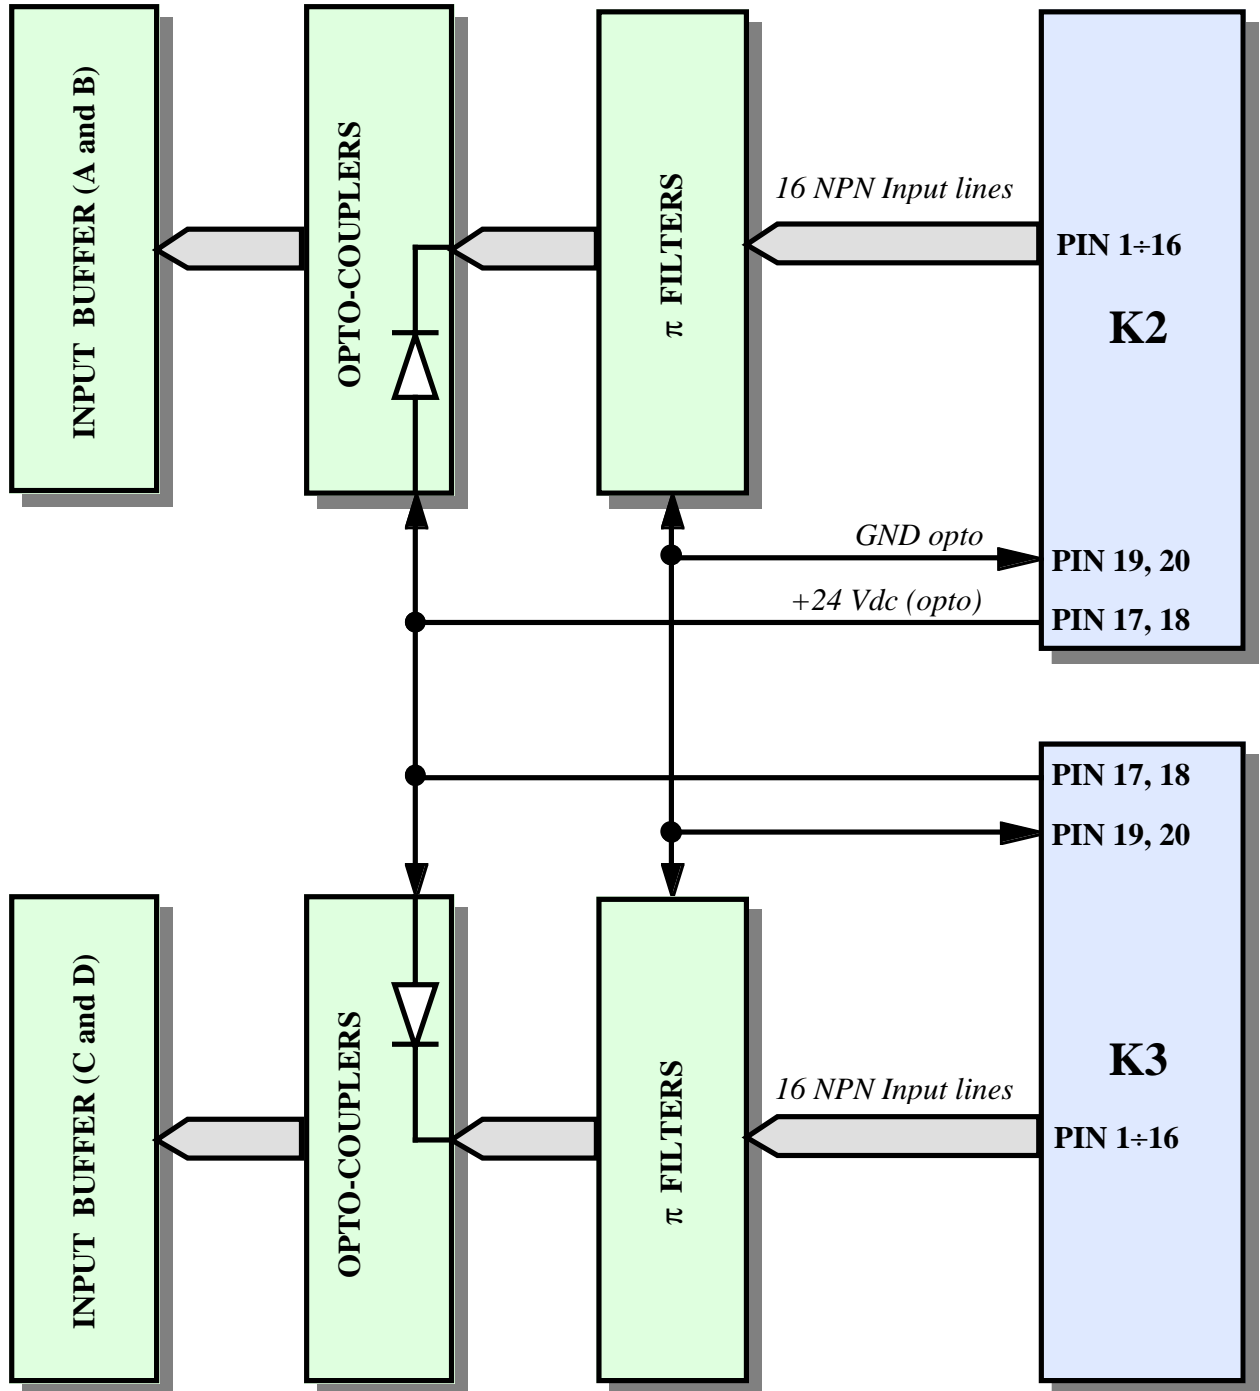 INPUT BUFFER (A and B)
OPTO-COUPLERS
π FILTERS
16 NPN Input lines
PIN 1÷16
K2
GND opto
PIN 19, 20
+24 Vdc (opto)
PIN 17, 18
PIN 17, 18
PIN 19, 20
INPUT BUFFER (C and D)
OPTO-COUPLERS
π FILTERS
K3
16 NPN Input lines
PIN 1÷16